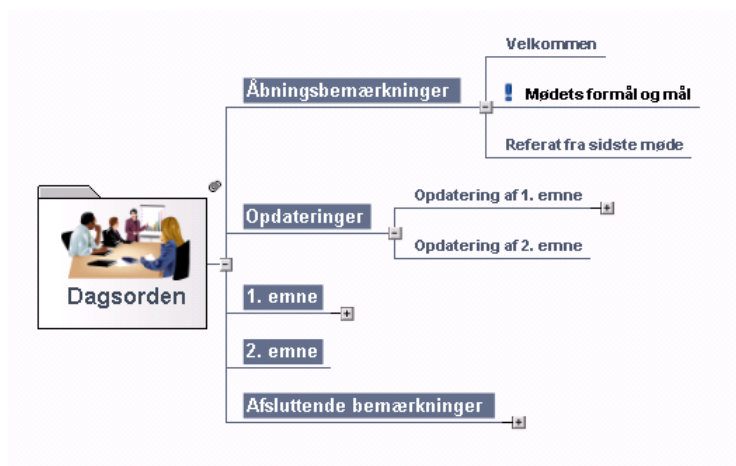 Dagsorden
Åbningsbemærkninger
Velkommen
Mødets formål og mål
Referat fra sidste møde
Opdateringer
Opdatering af 1. emne
Opdatering af 2. emne
1. emne
2. emne
Afsluttende bemærkninger